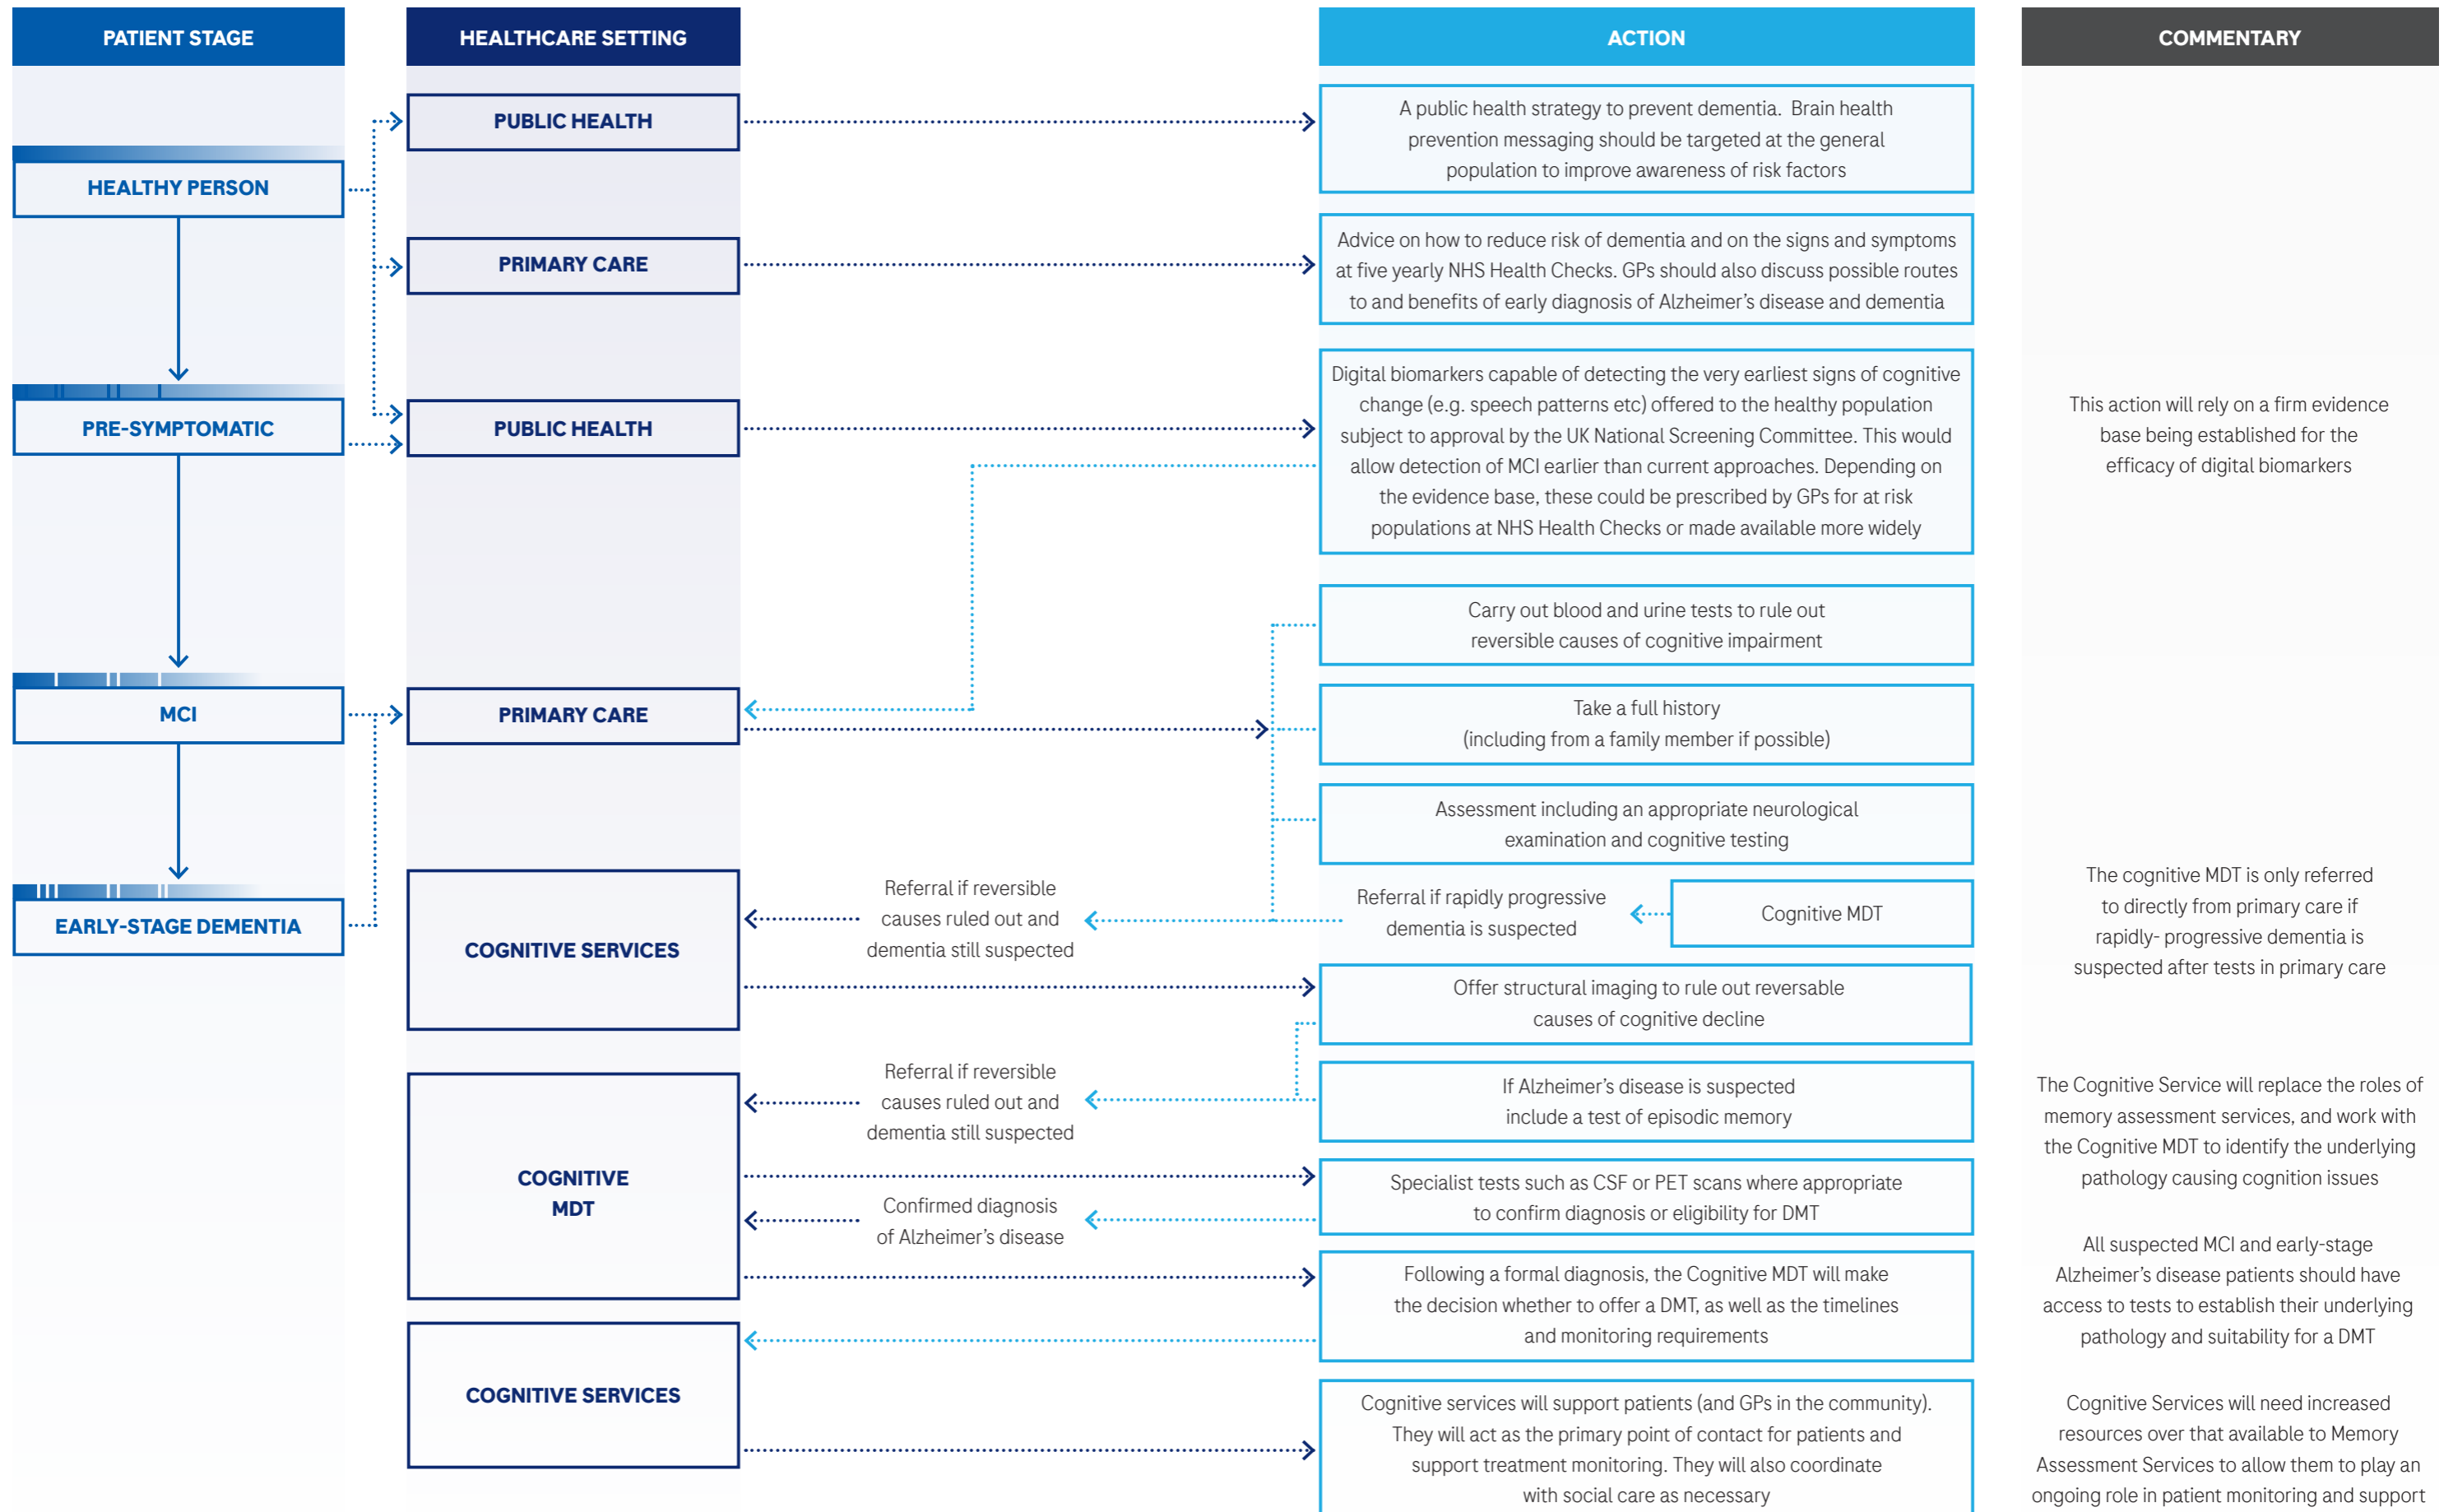 PATIENT STAGE
HEALTHCARE SETTING
ACTION
COMMENTARY
HEALTHY PERSON
PRE-SYMPTOMATIC
MCI
EARLY-STAGE DEMENTIA
PUBLIC HEALTH
PRIMARY CARE
PUBLIC HEALTH
PRIMARY CARE
COGNITIVE SERVICES
COGNITIVE
MDT
COGNITIVE SERVICES
Referral if reversible
causes ruled out and
dementia still suspected
Referral if reversible
causes ruled out and
dementia still suspected
Confirmed diagnosis
of Alzheimer's disease
A public health strategy to prevent dementia. Brain health
prevention messaging should be targeted at the general
population to improve awareness of risk factors
Advice on how to reduce risk of dementia and on the signs and symptoms
at five yearly NHS Health Checks. GPs should also discuss possible routes
to and benefits of early diagnosis of Alzheimer's disease and dementia
Digital biomarkers capable of detecting the very earliest signs of cognitive
change (e.g. speech patterns etc) offered to the healthy population
subject to approval by the UK National Screening Committee. This would
allow detection of MCI earlier than current approaches. Depending on
the evidence base, these could be prescribed by GPs for at risk
populations at NHS Health Checks or made available more widely
Carry out blood and urine tests to rule out
reversible causes of cognitive impairment
Take a full history
(including from a family member if possible)
Assessment including an appropriate neurological
examination and cognitive testing
Referral if rapidly progressive
dementia is suspected
Cognitive MDT
Offer structural imaging to rule out reversable
causes of cognitive decline
If Alzheimer's disease is suspected
include a test of episodic memory
Specialist tests such as CSF or PET scans where appropriate
to confirm diagnosis or eligibility for DMT
Following a formal diagnosis, the Cognitive MDT will make
the decision whether to offer a DMT, as well as the timelines
and monitoring requirements
Cognitive services will support patients (and GPs in the community).
They will act as the primary point of contact for patients and
support treatment monitoring. They will also coordinate
with social care as necessary
This action will rely on a firm evidence
base being established for the
efficacy of digital biomarkers
The cognitive MDT is only referred
to directly from primary care if
rapidly- progressive dementia is
suspected after tests in primary care
The Cognitive Service will replace the roles of
memory assessment services, and work with
the Cognitive MDT to identify the underlying
pathology causing cognition issues
All suspected MCI and early-stage
Alzheimer's disease patients should have
access to tests to establish their underlying
pathology and suitability for a DMT
Cognitive Services will need increased
resources over that available to Memory
Assessment Services to allow them to play an
ongoing role in patient monitoring and support